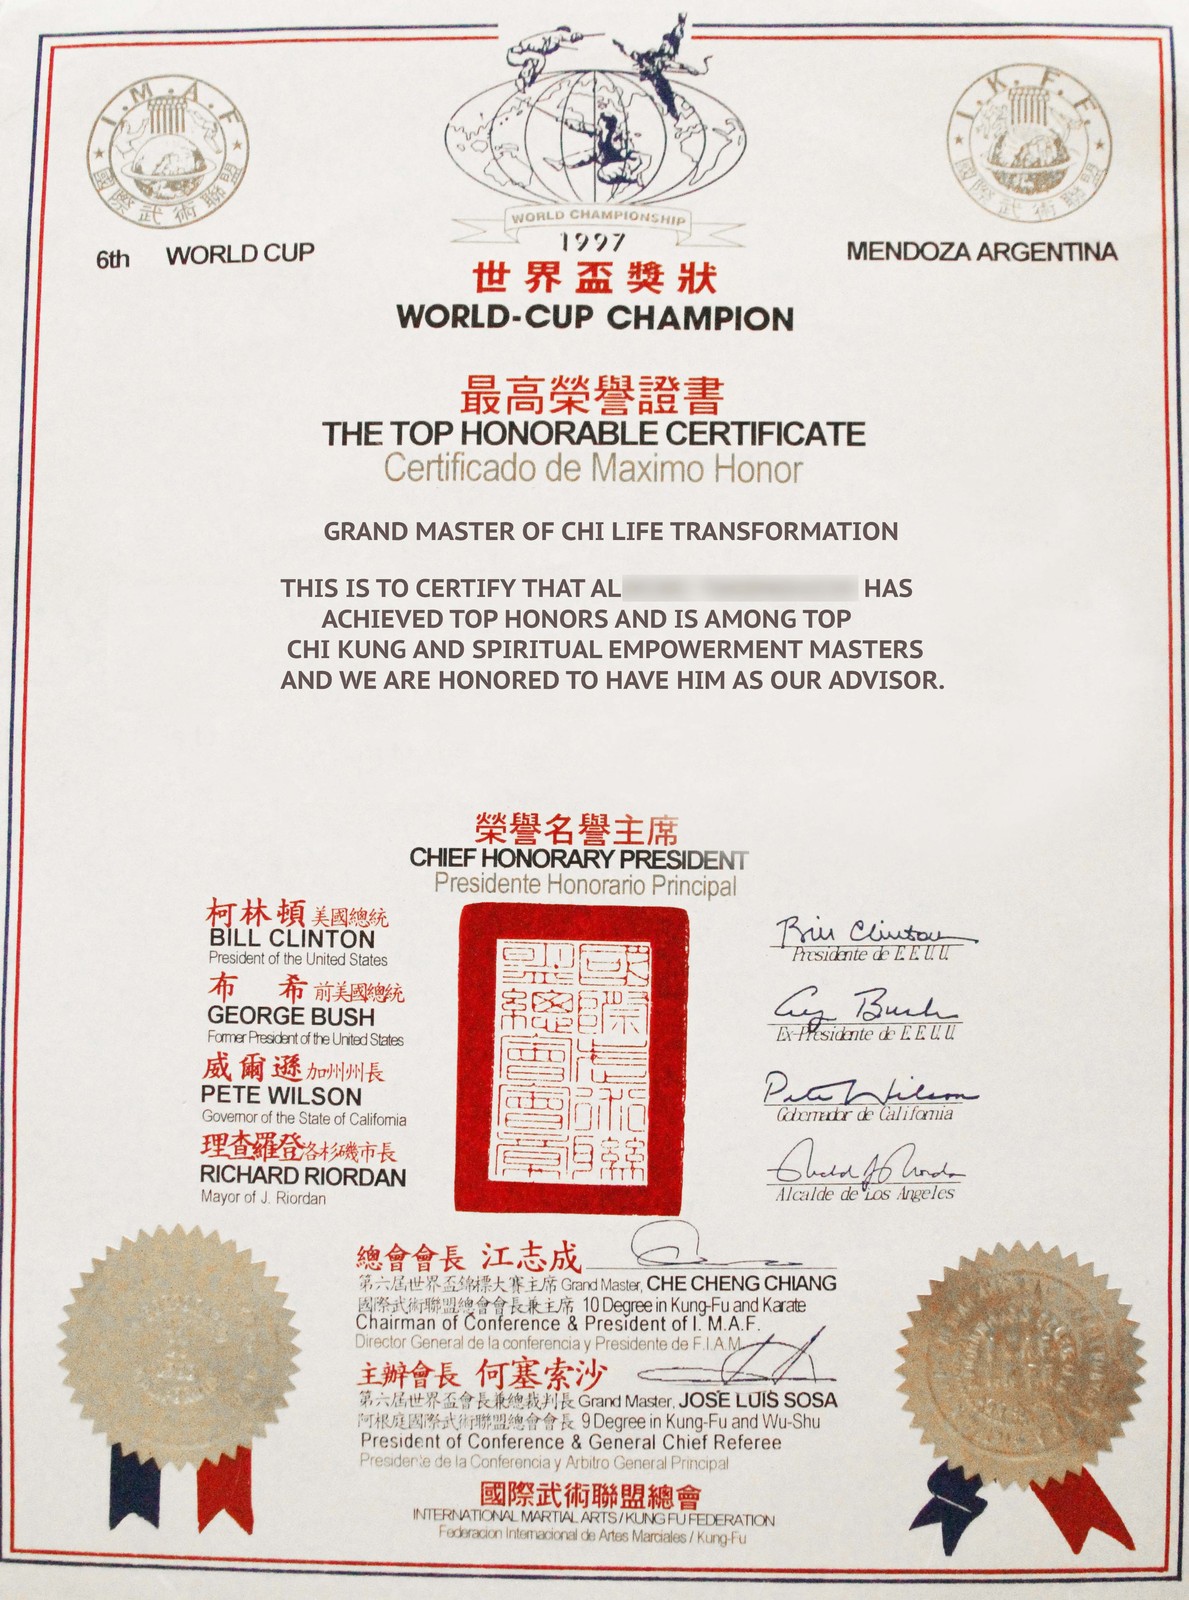 I.M.A.F
國際武術聯盟
I.K.F.F
國際武術聯盟
WORLD CHAMPIONSHIP
1997
6th WORLD CUP
MENDOZA ARGENTINA
世界盃獎狀
WORLD-CUP CHAMPION
最高榮譽證書
THE TOP HONORABLE CERTIFICATE
Certificado de Maximo Honor
GRAND MASTER OF CHI LIFE TRANSFORMATION
THIS IS TO CERTIFY THAT AL HAS
ACHIEVED TOP HONORS AND IS AMONG TOP
CHI KUNG AND SPIRITUAL EMPOWERMENT MASTERS
AND WE ARE HONORED TO HAVE HIM AS OUR ADVISOR.
榮譽名譽主席
CHIEF HONORARY PRESIDENT
Presidente Honorario Principal
柯林頓美國總統
BILL CLINTON
President of the United States
布希前美國總統
GEORGE BUSH
Former President of the United States
威爾遜加州州長
PETE WILSON
Governor of the State of California
理查羅登洛杉磯市長
RICHARD RIORDAN
Mayor of J. Riordan
Bill Clinton
Presidente de E.E.U.U.
G Bush
Ex-Presidente de E.E.U.U.
Pete Wilson
Gobernador de California
Alcalde de Los Angeles
總會會長 江志成
第六屆世界盃錦標大賽主席 Grand Master, CHE CHENG CHIANG
國際武術聯盟總會會長兼主席 10 Degree in Kung-Fu and Karate
Chairman of Conference & President of I. M.A.F.
Director General de la conferencia y Presidente de F.I.A.M.
主辦會長 何塞索沙
第六屆世界盃會長兼總裁判長 Grand Master, JOSE LUIS SOSA
阿根庭國際武術聯盟總會會長 9 Degree in Kung-Fu and Wu-Shu
President of Conference & General Chief Referee
Presidente de la Conferencia y Arbitro General Principal
國際武術聯盟總會
INTERNATIONAL MARTIAL ARTS / KUNG FU FEDERATION
Federacion Internacional de Artes Marciales / Kung-Fu